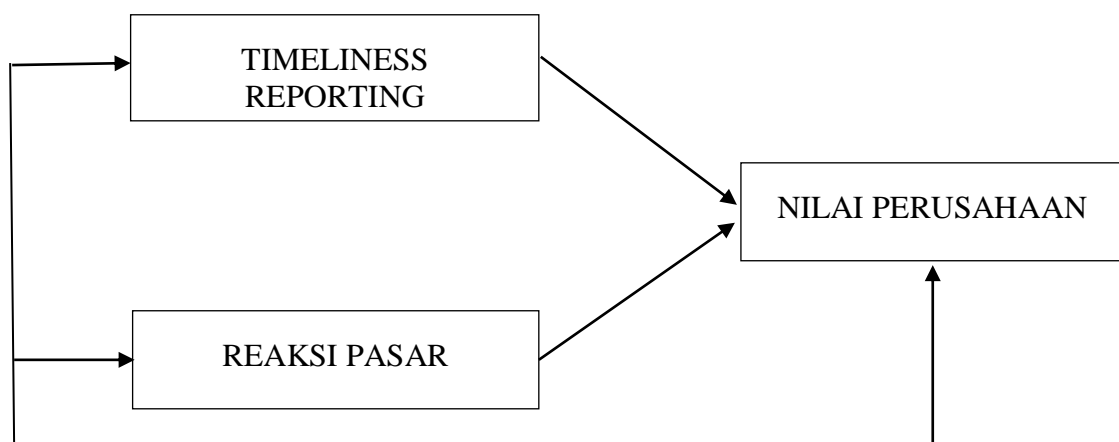 TIMELINESS
REPORTING
NILAI PERUSAHAAN
REAKSI PASAR